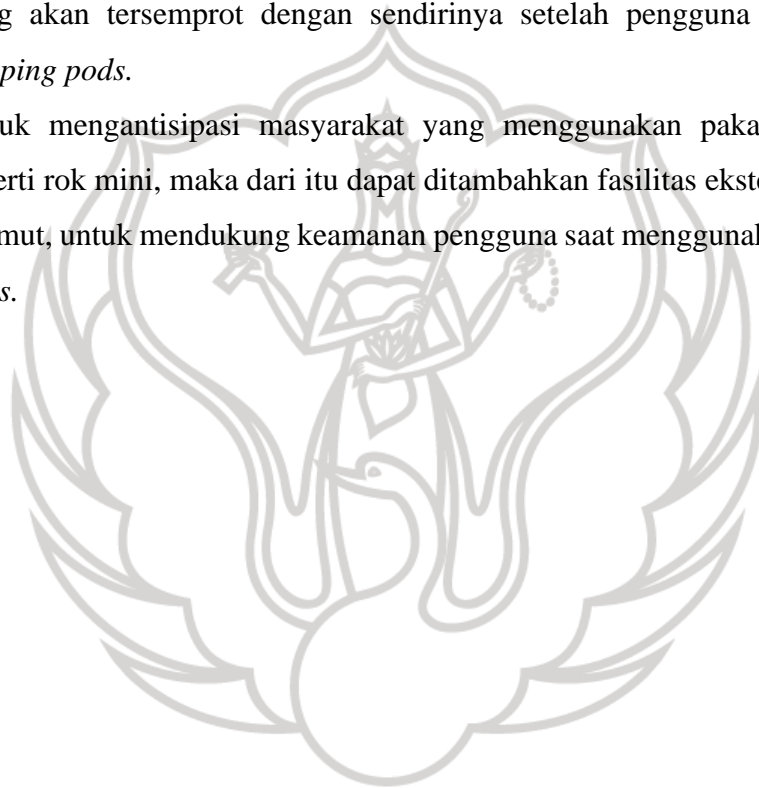 g akan tersemprot dengan sendirinya setelah pengguna
ping pods.
uk mengantisipasi masyarakat yang menggunakan paka
erti rok mini, maka dari itu dapat ditambahkan fasilitas ekste
mut, untuk mendukung keamanan pengguna saat menggunal
s.